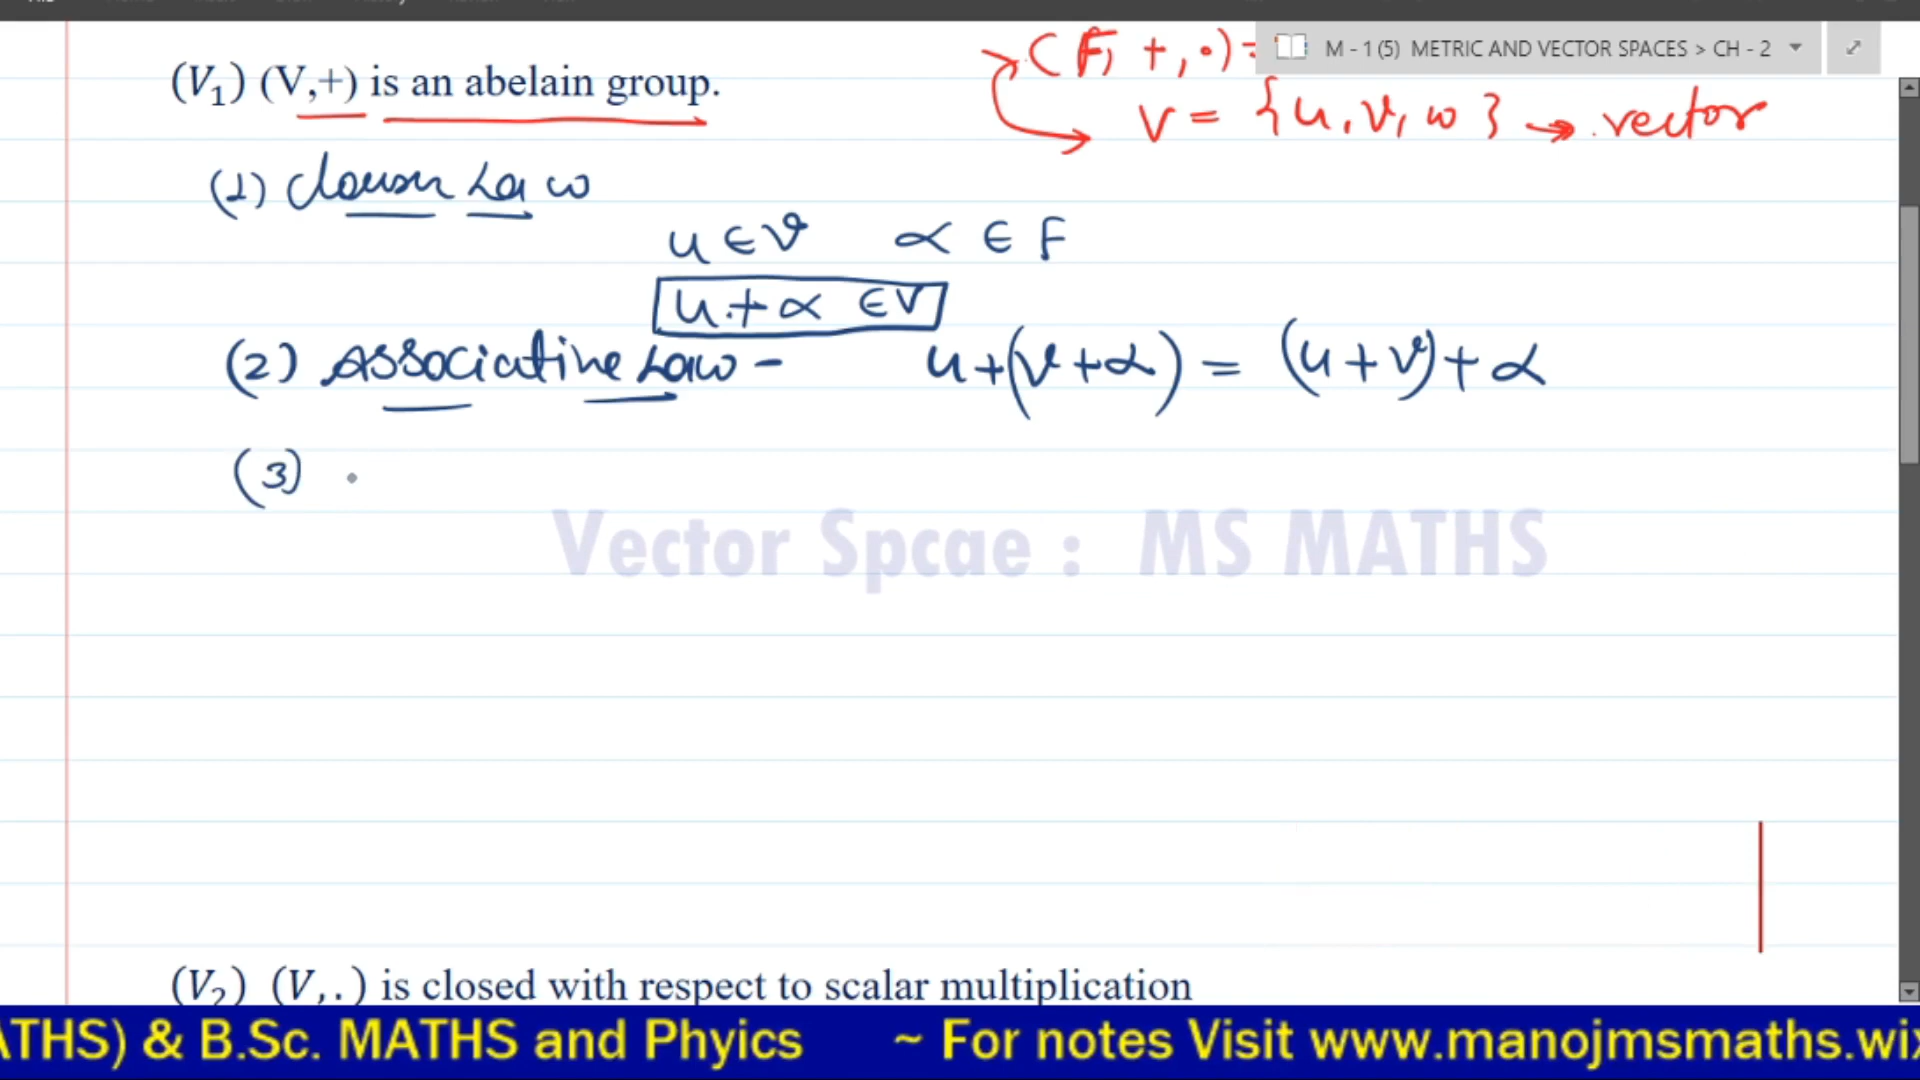 (F, +, ·) =
M - 1 (5) METRIC AND VECTOR SPACES > CH - 2
(V₁) (V,+) is an abelain group.
V = {u, v, w} → vector
(1) Closure Law
u ∈ v α ∈ F
u + α ∈ V
(2) Associative Law – u+(v+α) = (u+v)+α
(3)
Vector Spcae : MS MATHS
(V₂) (V, .) is closed with respect to scalar multiplication
ATHS) & B.Sc. MATHS and Phyics ~ For notes Visit www.manojmsmaths.wix